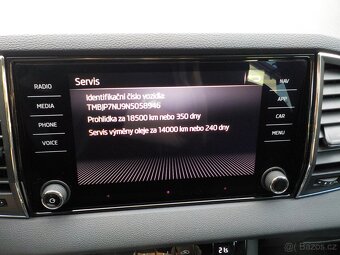 Servis
Identifikační číslo vozidla:
TMBJP7NU9N5058946
Prohlídka za 18500 km nebo 350 dny
Servis výměny oleje za 14000 km nebo 240 dny
RADIO
MEDIA
PHONE
VOICE
NAV
APP
CAR
MENU
Bazoš.cz